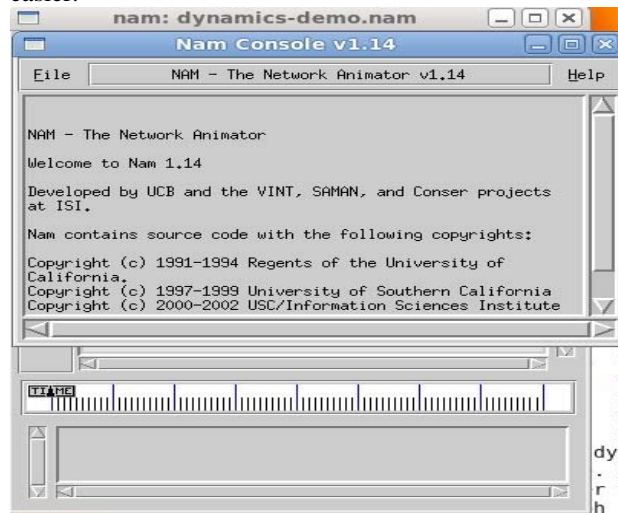 easier.
nam: dynamics-demo.nam
Nam Console v1.14
File NAM - The Network Animator v1.14 Help
NAM - The Network Animator
Welcome to Nam 1.14
Developed by UCB and the VINT, SAMAN, and Conser projects
at ISI.
Nam contains source code with the following copyrights:
Copyright (c) 1991-1994 Regents of the University of
California.
Copyright (c) 1997-1999 University of Southern California
Copyright (c) 2000-2002 USC/Information Sciences Institute
TIME
dy
.
r
h